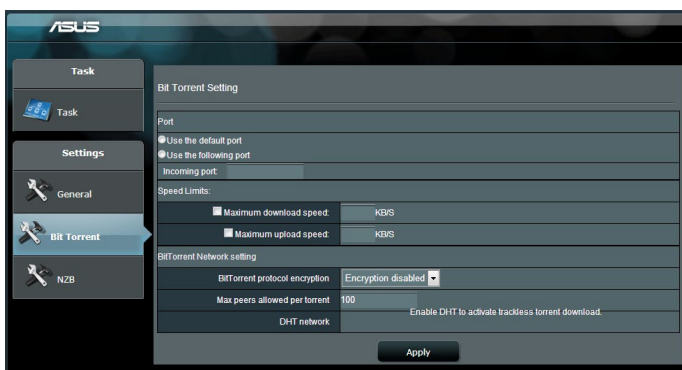 ASUS
Task
Task
Settings
General
Bit Torrent
NZB
Bit Torrent Setting
Port
Use the default port
Use the following port
Incoming port:
Speed Limits:
Maximum download speed: KB/S
Maximum upload speed: KB/S
BitTorrent Network setting
BitTorrent protocol encryption Encryption disabled
Max peers allowed per torrent 100
DHT network Enable DHT to activate trackless torrent download.
Apply